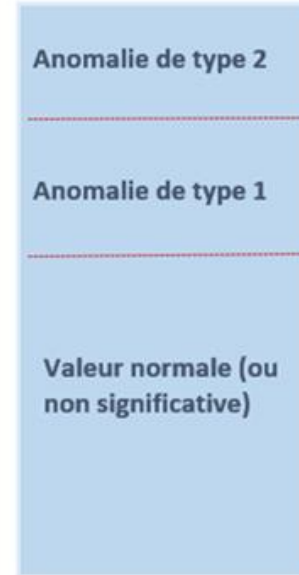 Anomalie de type 2
Anomalie de type 1
Valeur normale (ou
non significative)